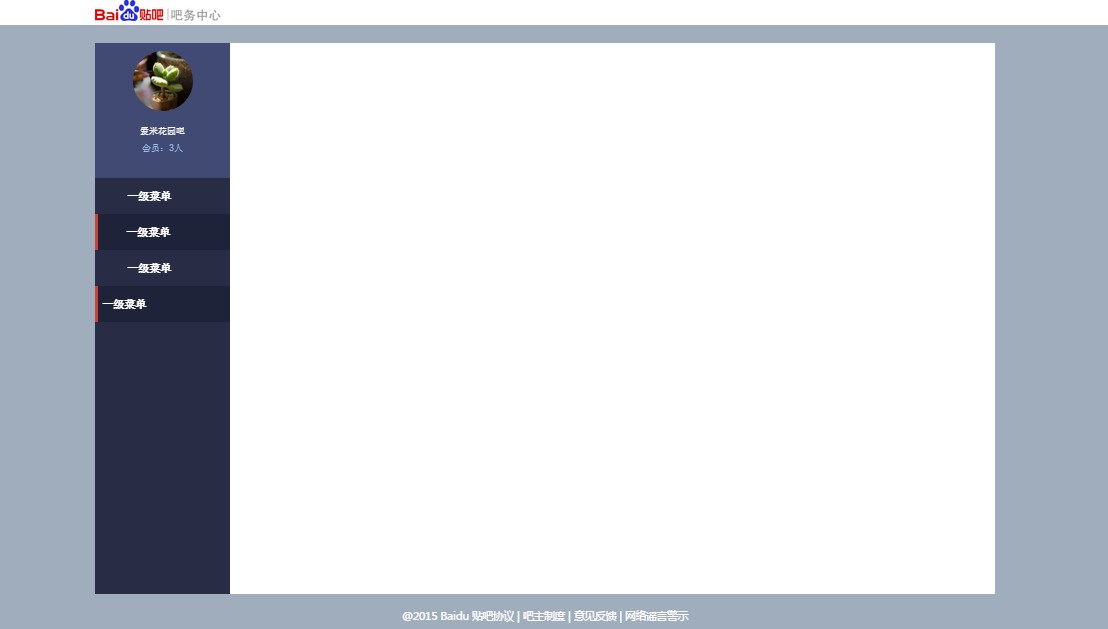 Bai du 贴吧 | 吧务中心
爱米花园吧
会员：3人
一级菜单
一级菜单
一级菜单
一级菜单
@2015 Baidu 贴吧协议 | 吧主制度 | 意见反馈 | 网络谣言警示